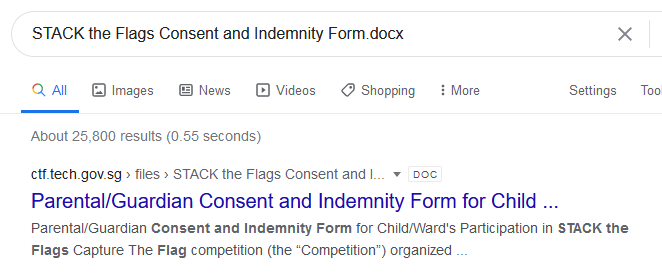 STACK the Flags Consent and Indemnity Form.docx
All Images News Videos Shopping More Settings Tool
About 25,800 results (0.55 seconds)
ctf.tech.gov.sg › files › STACK the Flags Consent and I... DOC
Parental/Guardian Consent and Indemnity Form for Child ...
Parental/Guardian Consent and Indemnity Form for Child/Ward's Participation in STACK the
Flags Capture The Flag competition (the “Competition”) organized ...